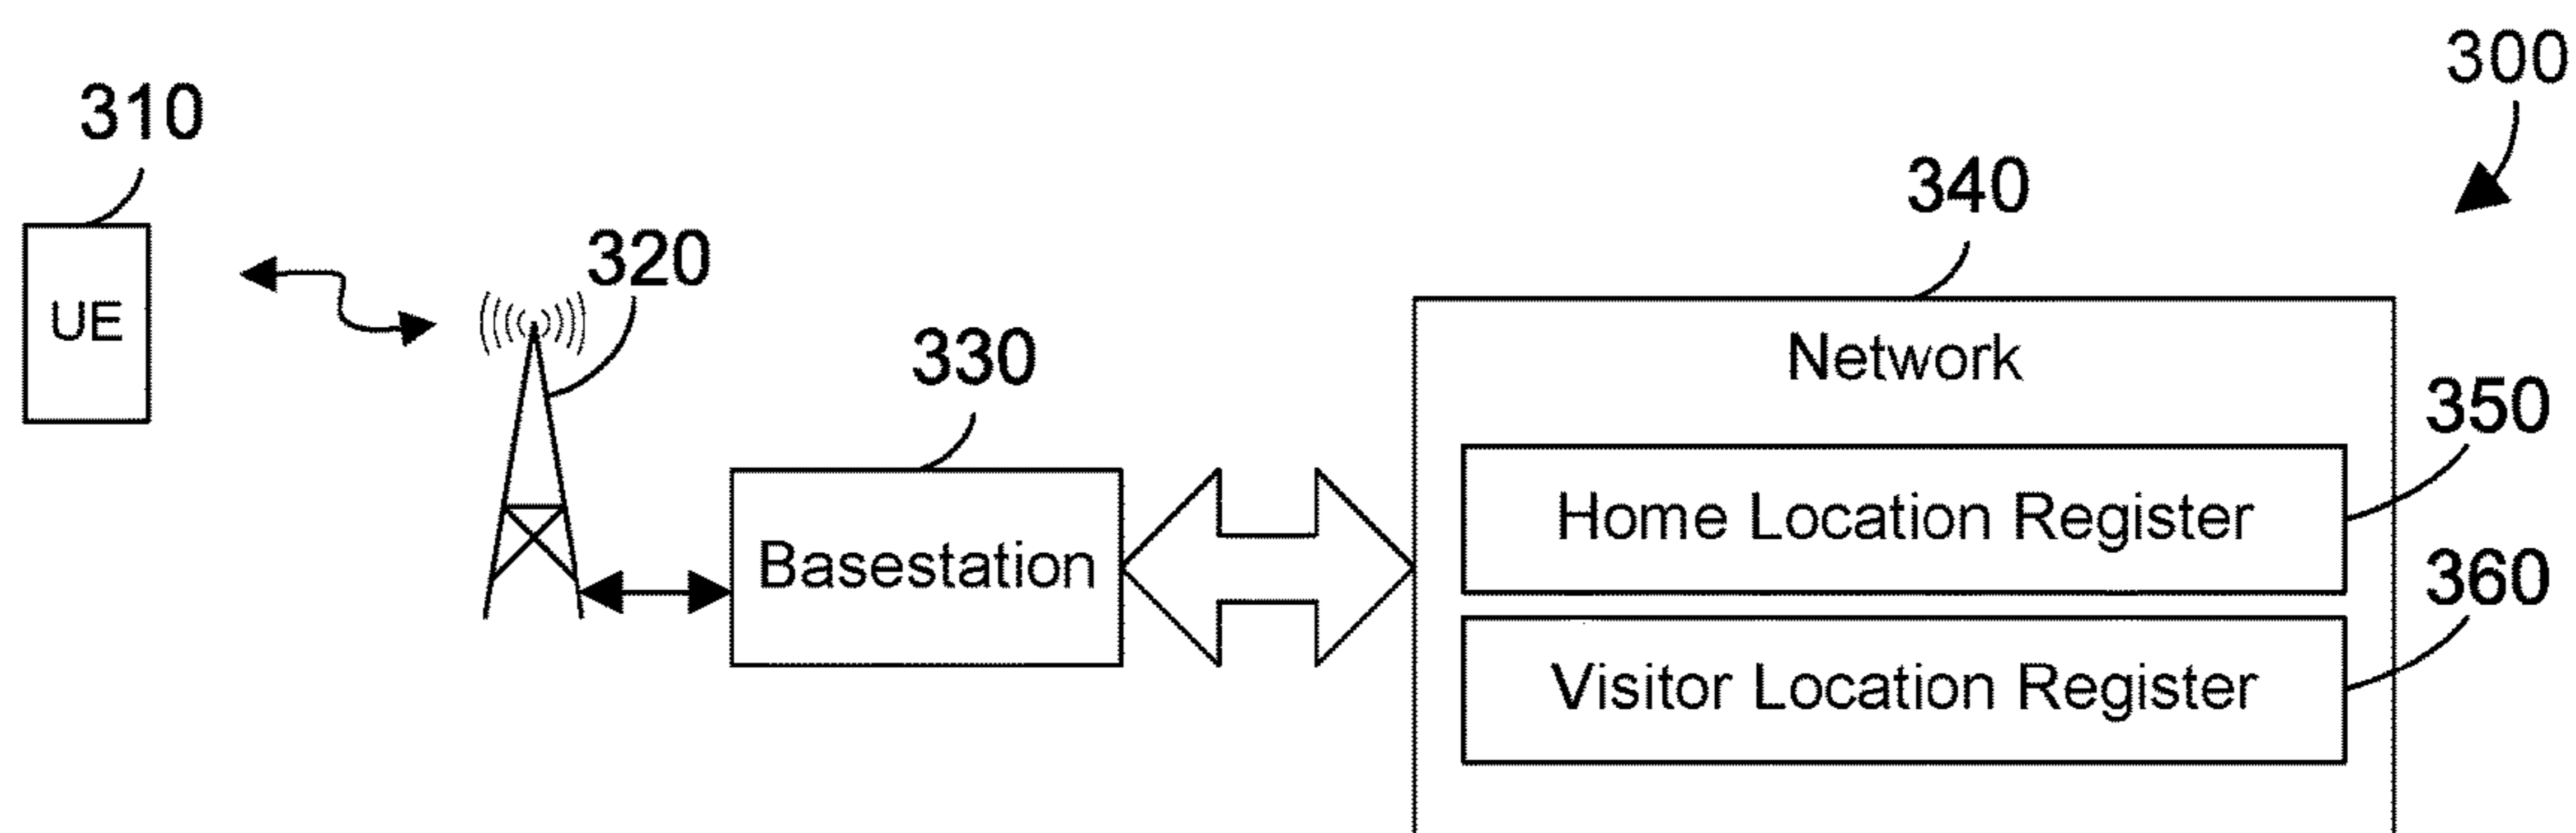 300
310
340
320
UE
330
Network
350
Home Location Register
Basestation
360
Visitor Location Register